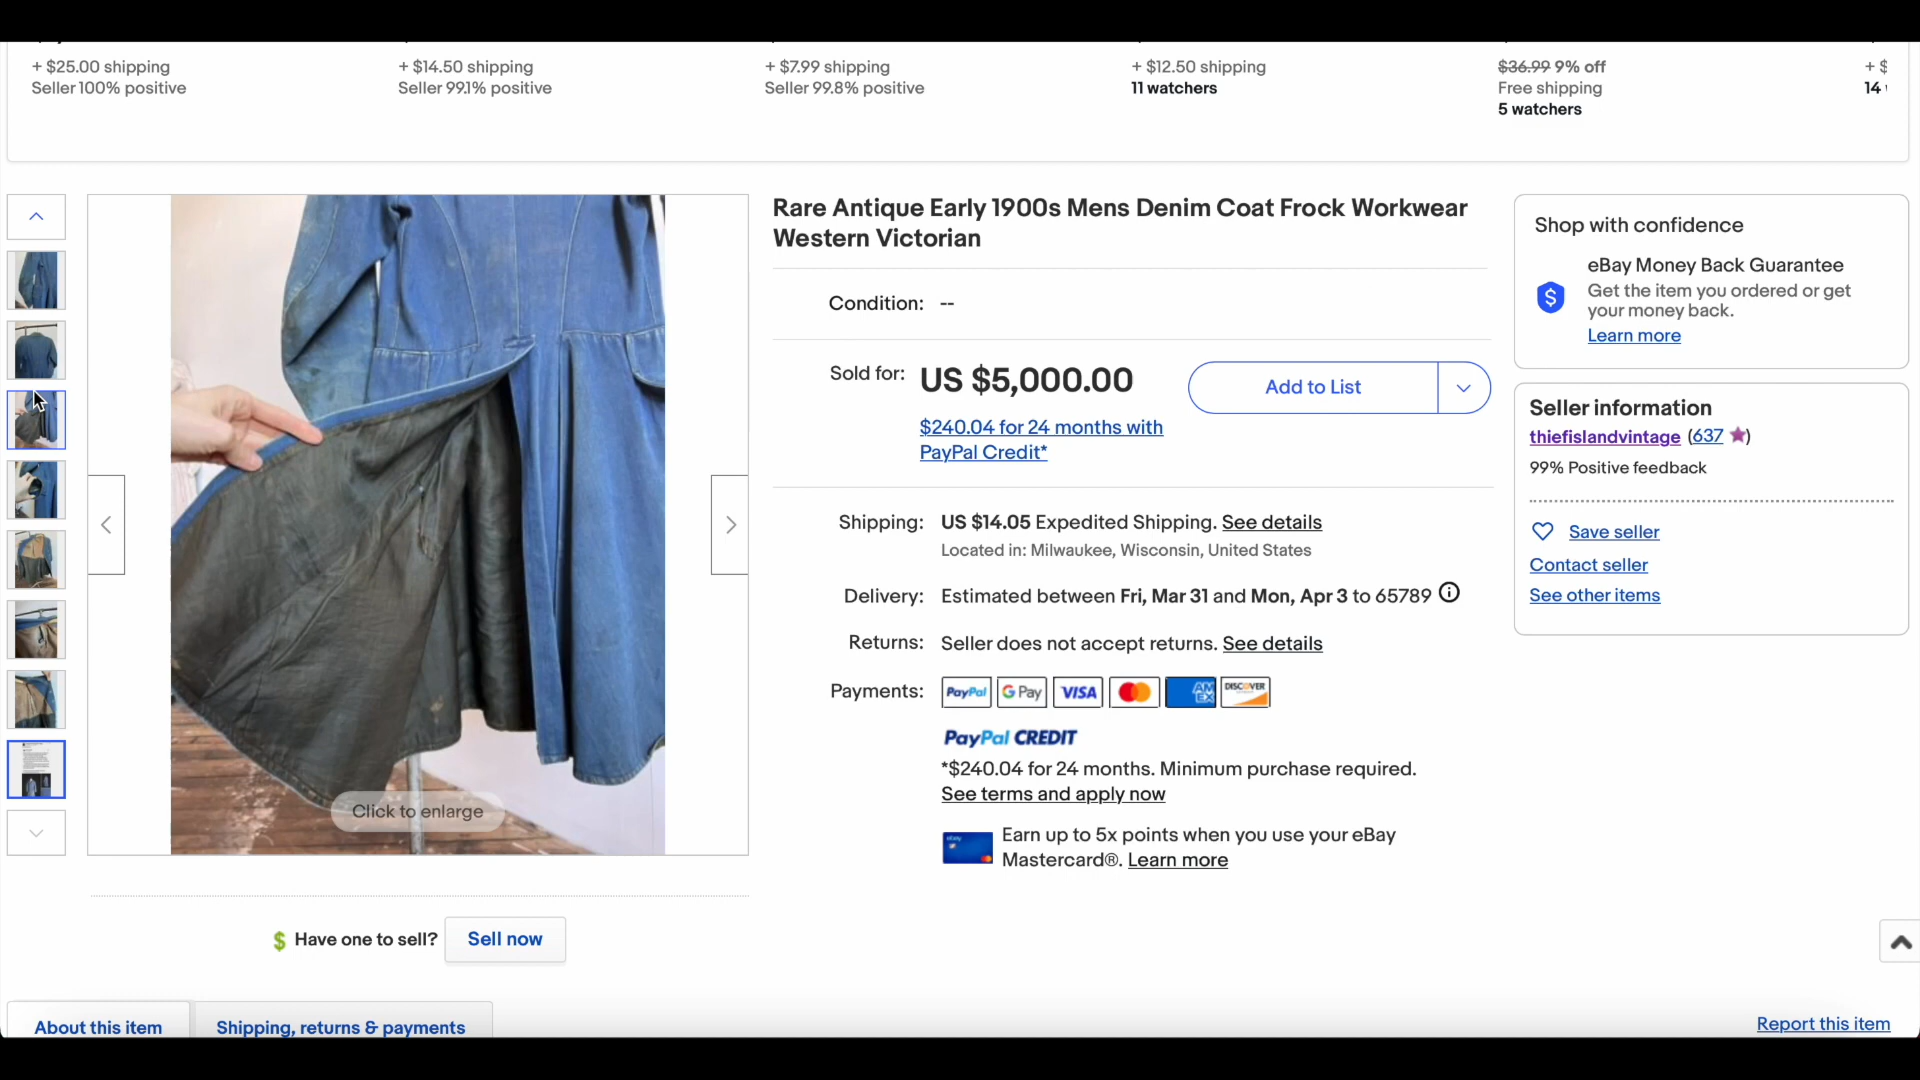 + $25.00 shipping
Seller 100% positive
+ $14.50 shipping
Seller 99.1% positive
+ $7.99 shipping
Seller 99.8% positive
+ $12.50 shipping
11 watchers
$36.99 9% off
Free shipping
5 watchers
+ $
14
Rare Antique Early 1900s Mens Denim Coat Frock Workwear
Western Victorian
Condition: --
Sold for: US $5,000.00
Add to List
$240.04 for 24 months with
PayPal Credit*
Shipping: US $14.05 Expedited Shipping. See details
Located in: Milwaukee, Wisconsin, United States
Delivery: Estimated between Fri, Mar 31 and Mon, Apr 3 to 65789
Returns: Seller does not accept returns. See details
Payments: PayPal G Pay VISA AM EX DISCOVER
PayPal CREDIT
*$240.04 for 24 months. Minimum purchase required.
See terms and apply now
Earn up to 5x points when you use your eBay
Mastercard®. Learn more
Click to enlarge
Shop with confidence
eBay Money Back Guarantee
Get the item you ordered or get
your money back.
Learn more
Seller information
thiefislandvintage (637 ★)
99% Positive feedback
Save seller
Contact seller
See other items
Have one to sell? Sell now
About this item
Shipping, returns & payments
Report this item